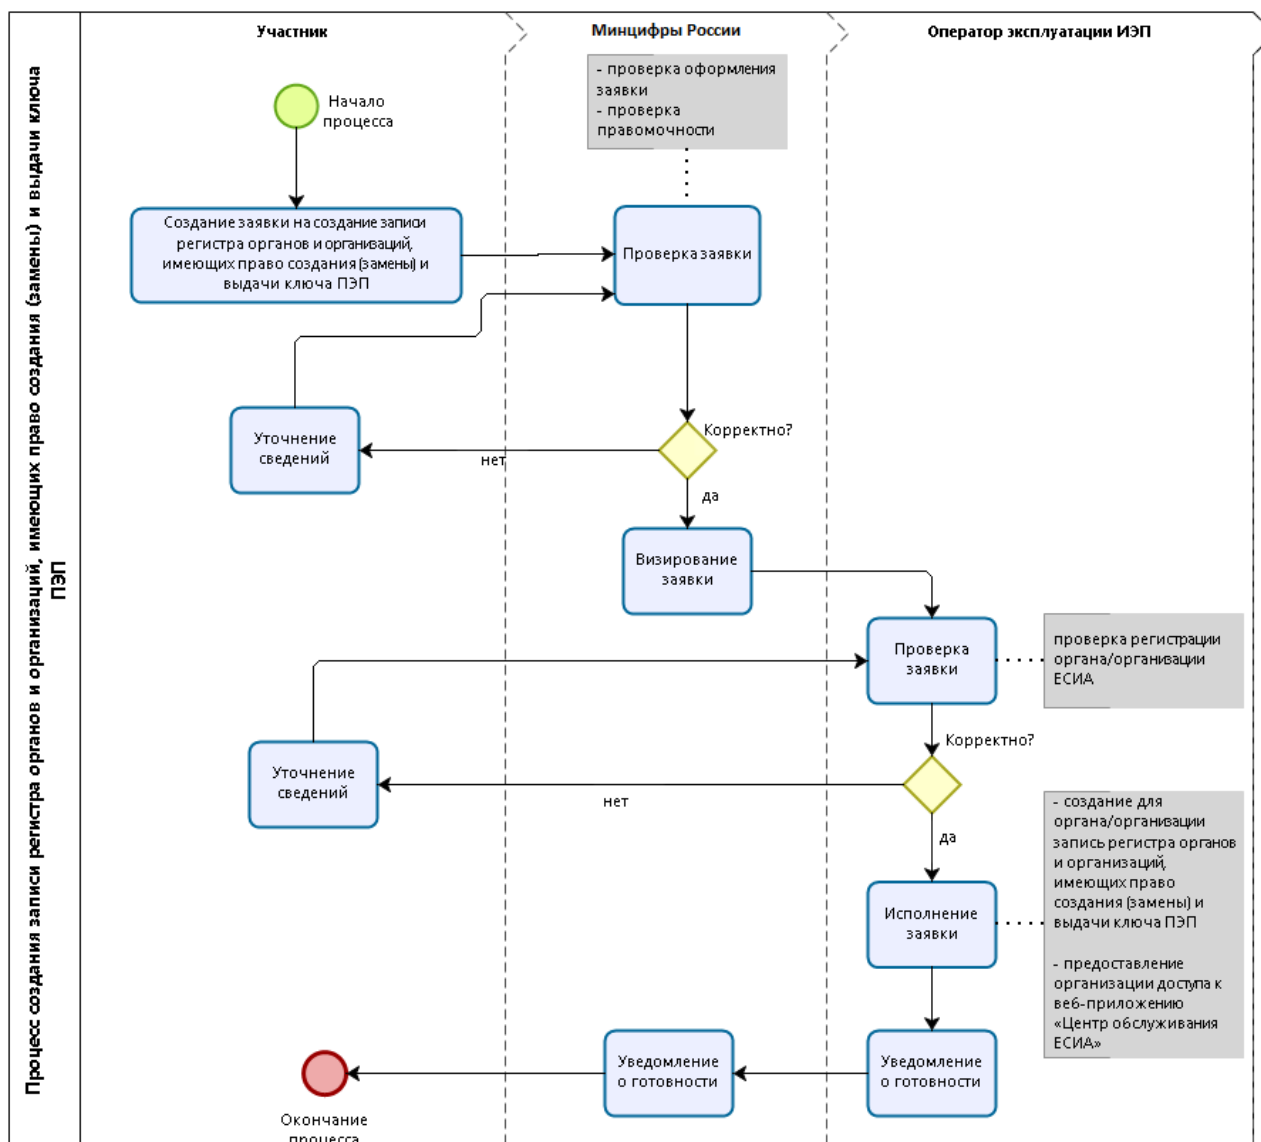 Процесс создания записи регистра органов и организаций, имеющих право создания (замены) и выдачи ключа
ПЭП
Участник
Минцифры России
Оператор эксплуатации ИЭП
Начало
процесса
- проверка оформления
заявки
- проверка
правомочности
Создание заявки на создание записи
регистра органов и организаций,
имеющих право создания (замены) и
выдачи ключа ПЭП
Проверка заявки
Уточнение
сведений
нет
Корректно?
да
Визирование
заявки
Проверка
заявки
проверка регистрации
органа/организации
ЕСИА
Корректно?
Уточнение
сведений
нет
да
- создание для
органа/организации
запись регистра органов
и организаций,
имеющих право
создания (замены) и
выдачи ключа ПЭП
- предоставление
организации доступа к
веб-приложению
«Центр обслуживания
ЕСИА»
Исполнение
заявки
Уведомление
о готовности
Уведомление
о готовности
Окончание
процесса